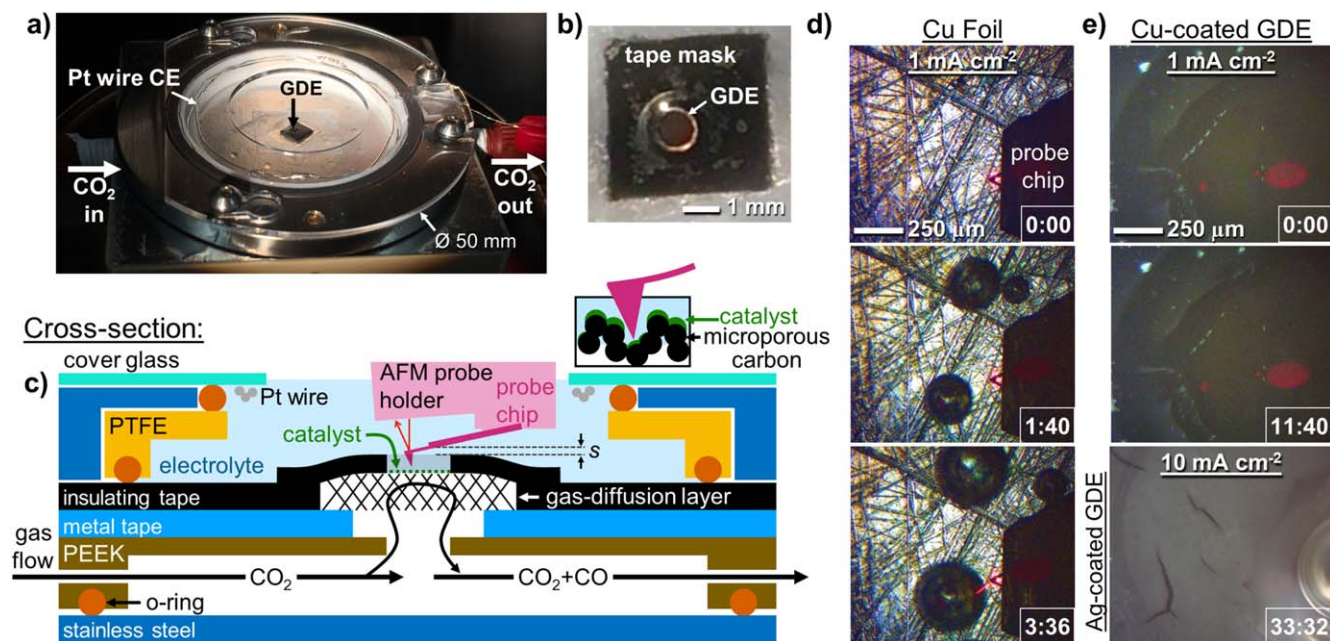 a)
Pt wire CE
GDE
CO2
in
CO2
out
Ø 50 mm
b)
tape mask
GDE
1 mm
Cross-section:
cover glass
c)
Pt wire
AFM probe
holder
probe
chip
catalyst
microporous
carbon
PTFE
catalyst
s
electrolyte
insulating tape
gas-diffusion layer
metal tape
gas
flow
PEEK
CO2
CO2+CO
o-ring
stainless steel
d)
Cu Foil
1 mA cm-2
probe
chip
250 μm
0:00
1:40
3:36
e)
Cu-coated GDE
1 mA cm-2
250 μm
0:00
11:40
Ag-coated GDE
10 mA cm-2
33:32